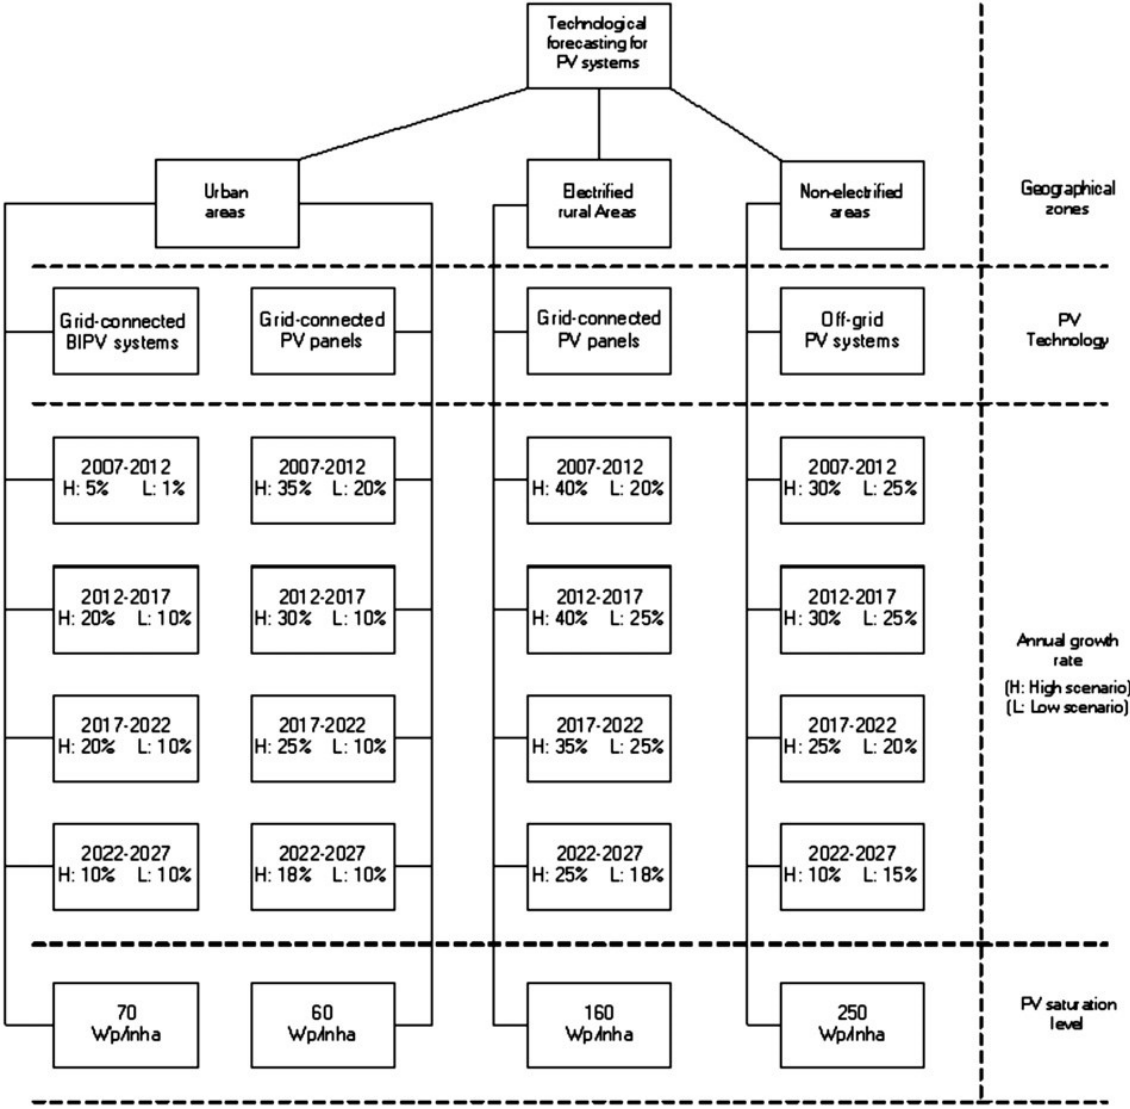 Technological
forecasting for
PV systems
Urban
areas
Electrified
rural Areas
Non-electrified
areas
Geographical
zones
Grid-connected
BIPV systems
Grid-connected
PV panels
Grid-connected
PV panels
Off-grid
PV systems
PV
Technology
2007-2012
H: 5% L: 1%
2007-2012
H: 35% L: 20%
2007-2012
H: 40% L: 20%
2007-2012
H: 30% L: 25%
2012-2017
H: 20% L: 10%
2012-2017
H: 30% L: 10%
2012-2017
H: 40% L: 25%
2012-2017
H: 30% L: 25%
Annual growth
rate
(H: High scenario)
(L: Low scenario)
2017-2022
H: 20% L: 10%
2017-2022
H: 25% L: 10%
2017-2022
H: 35% L: 25%
2017-2022
H: 25% L: 20%
2022-2027
H: 10% L: 10%
2022-2027
H: 18% L: 10%
2022-2027
H: 25% L: 18%
2022-2027
H: 10% L: 15%
70
Wp/inha
60
Wp/inha
160
Wp/inha
250
Wp/inha
PV saturation
level